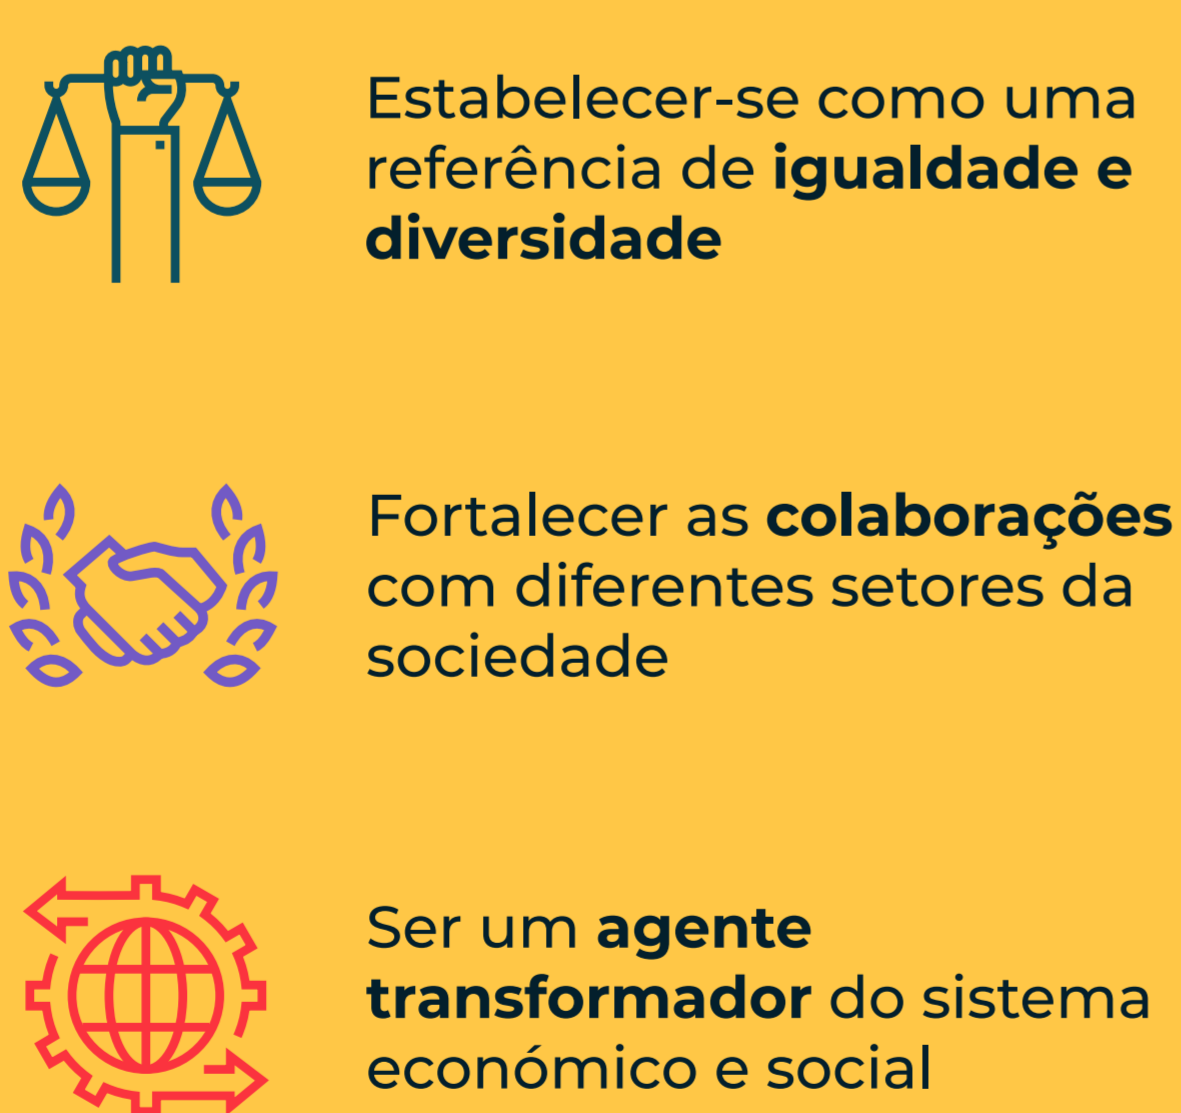 Estabelecer-se como uma
referência de igualdade e
diversidade
Fortalecer as colaborações
com diferentes setores da
sociedade
Ser um agente
transformador do sistema
económico e social